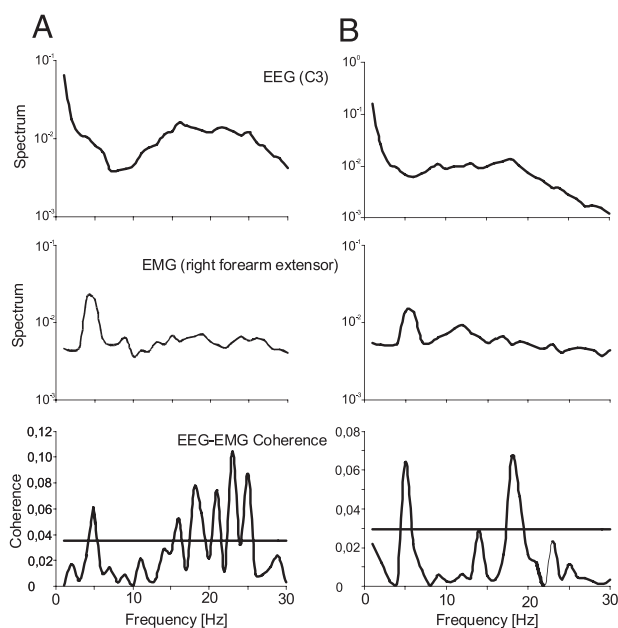 A
B
Spectrum
10-1
10-2
10-3
EEG (C3)
100
10-1
10-2
10-3
Spectrum
10-1
10-2
10-3
EMG (right forearm extensor)
10-1
10-2
10-3
Coherence
0,12
0,10
0,08
0,06
0,04
0,02
0
EEG-EMG Coherence
0,08
0,06
0,04
0,02
0
0 10 20 30
0 10 20 30
Frequency [Hz]
Frequency [Hz]